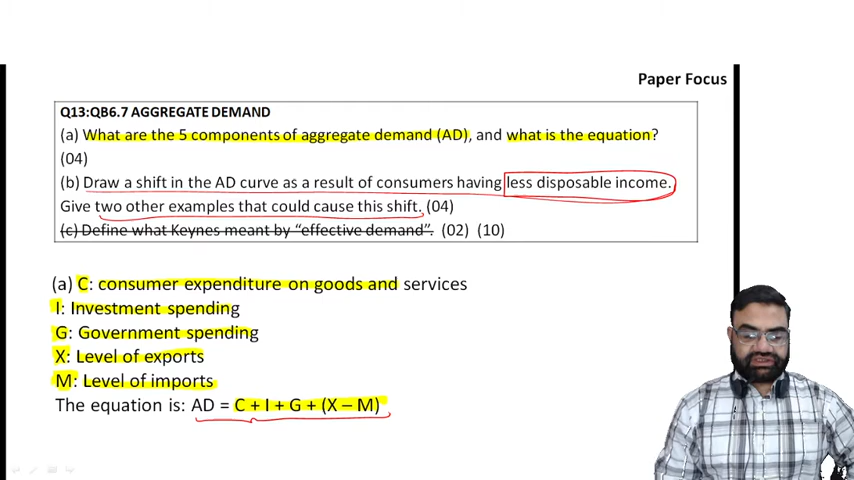 Paper Focus
Q13:QB6.7 AGGREGATE DEMAND
(a) What are the 5 components of aggregate demand (AD), and what is the equation?
(04)
(b) Draw a shift in the AD curve as a result of consumers having less disposable income.
Give two other examples that could cause this shift. (04)
(c) Define what Keynes meant by “effective demand”. (02) (10)
(a) C: consumer expenditure on goods and services
I: Investment spending
G: Government spending
X: Level of exports
M: Level of imports
The equation is: AD = C + I + G + (X – M)